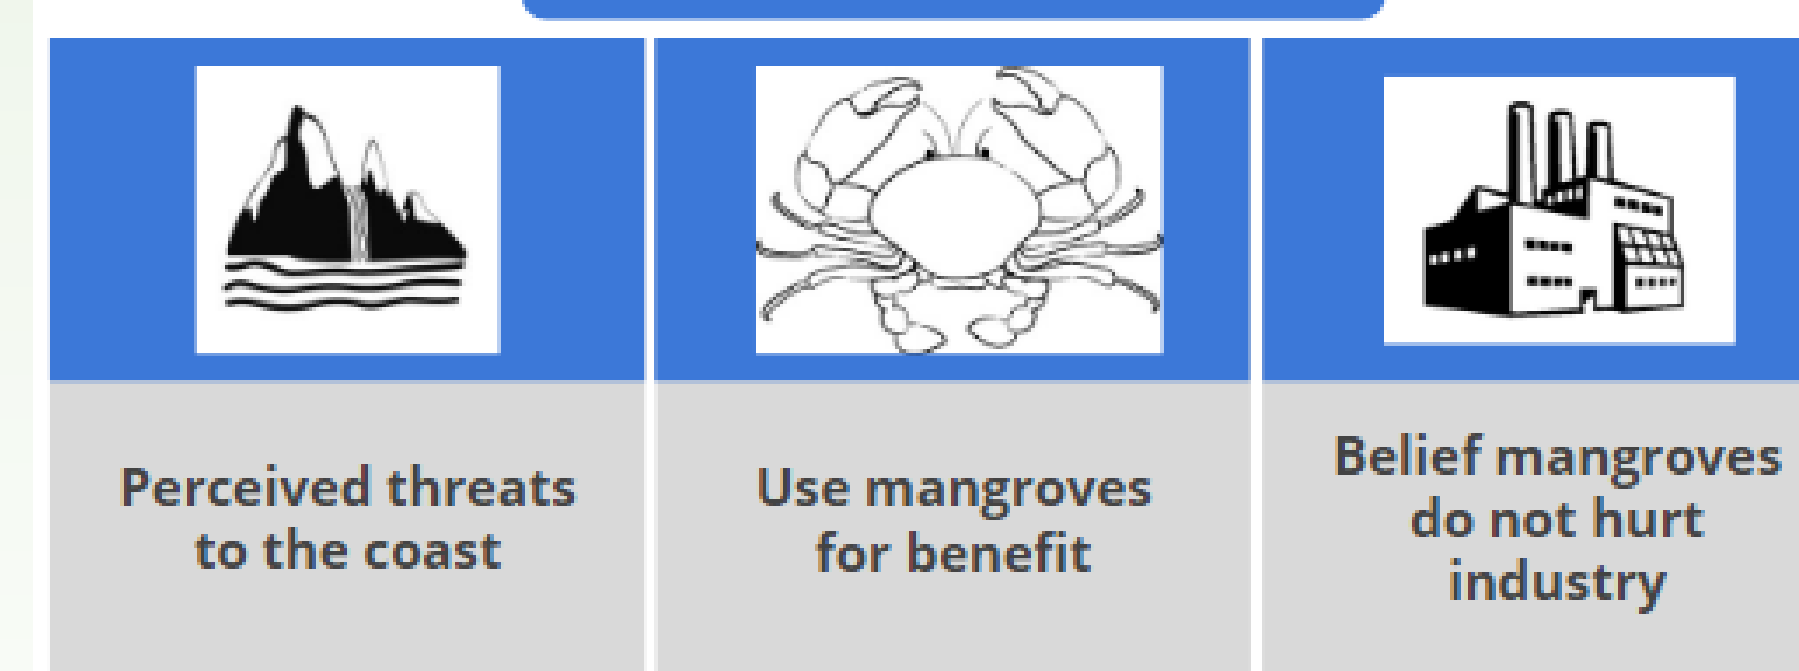 Perceived threats
to the coast
Use mangroves
for benefit
Belief mangroves
do not hurt
industry